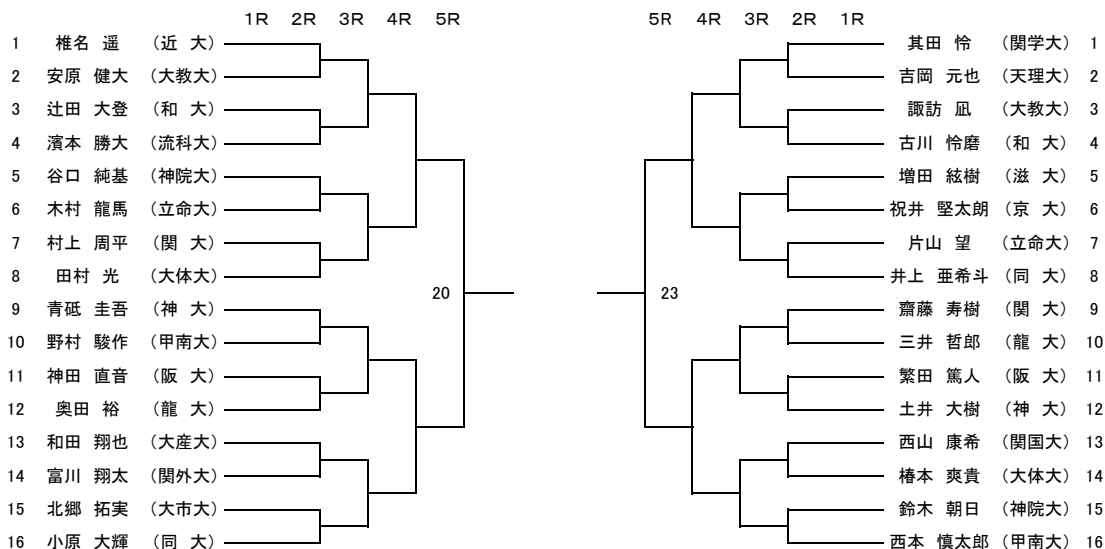 1R 2R 3R 4R 5R
1 椎名 遥 （近 大）
2 安原 健大 （大教大）
3 辻田 大登 （和 大）
4 濱本 勝大 （流科大）
5 谷口 純基 （神院大）
6 木村 龍馬 （立命大）
7 村上 周平 （関 大）
8 田村 光 （大体大）
20
9 青砥 圭吾 （神 大）
10 野村 駿作 （甲南大）
11 神田 直音 （阪 大）
12 奥田 裕 （龍 大）
13 和田 翔也 （大産大）
14 富川 翔太 （関外大）
15 北郷 拓実 （大市大）
16 小原 大輝 （同 大）
5R 4R 3R 2R 1R
其田 怜 （関学大） 1
吉岡 元也 （天理大） 2
諏訪 凪 （大教大） 3
古川 怜磨 （和 大） 4
増田 絃樹 （滋 大） 5
祝井 堅太朗 （京 大） 6
片山 望 （立命大） 7
井上 亜希斗 （同 大） 8
23
齋藤 寿樹 （関 大） 9
三井 哲郎 （龍 大） 10
繁田 篤人 （阪 大） 11
土井 大樹 （神 大） 12
西山 康希 （関国大） 13
椿本 爽貴 （大体大） 14
鈴木 朝日 （神院大） 15
西本 慎太郎 （甲南大） 16